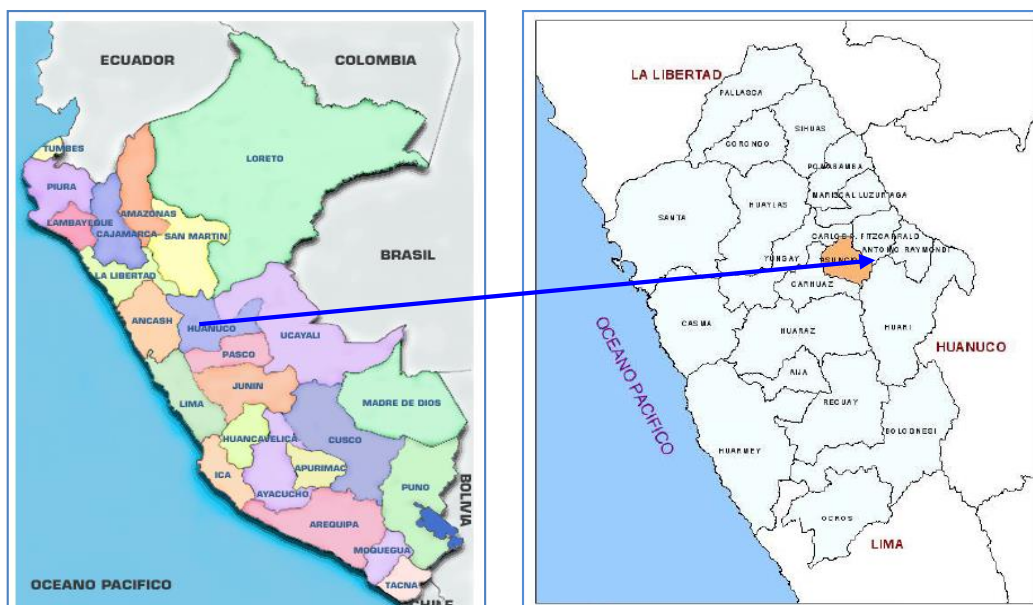 ECUADOR
COLOMBIA
TUMBES
LORETO
PIURA
AMAZONAS
LAMBAYEQUE
CAJAMARCA
SAN MARTIN
BRASIL
LA LIBERTAD
ANCASH
HUANUCO
UCAYALI
PASCO
JUNIN
LIMA
MADRE DE DIOS
HUANCAVELICA
CUSCO
ICA
APURIMAC
AYACUCHO
PUNO
BOLIVIA
AREQUIPA
MOQUEGUA
OCEANO PACIFICO
TACNA
CHILE
LA LIBERTAD
PALLASCA
SIHUAS
CORONGO
POMABAMBA
MARISCAL LUZURIAGA
HUAYLAS
SANTA
CARLOS F. FITZCARRALD
ANTONIO RAYMONDI
YUNGAY
CARHUAZ
CASMA
HUARAZ
HUARI
OCEANO PACIFICO
HUANUCO
AIJA
RECUAY
BOLOGNESI
HUARMEY
OCROS
LIMA